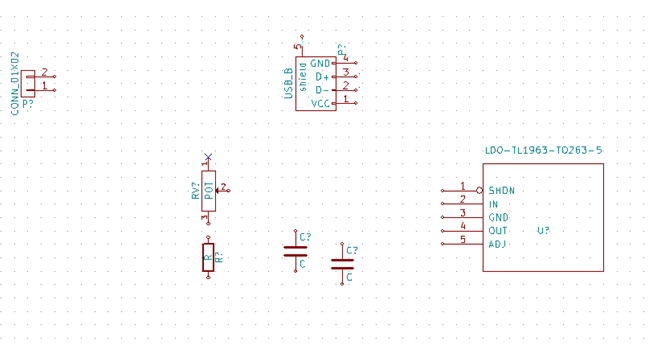 CONN_01X02
2
1
P?
USB_B
5
shield
P?
GND 4
D+ 3
D- 2
VCC 1
LDO-TL1963-TO263-5
1 SHDN
2 IN
3 GND
4 OUT
5 ADJ
U?
RV?
1
POT
2
3
R
R?
C?
C
C?
C